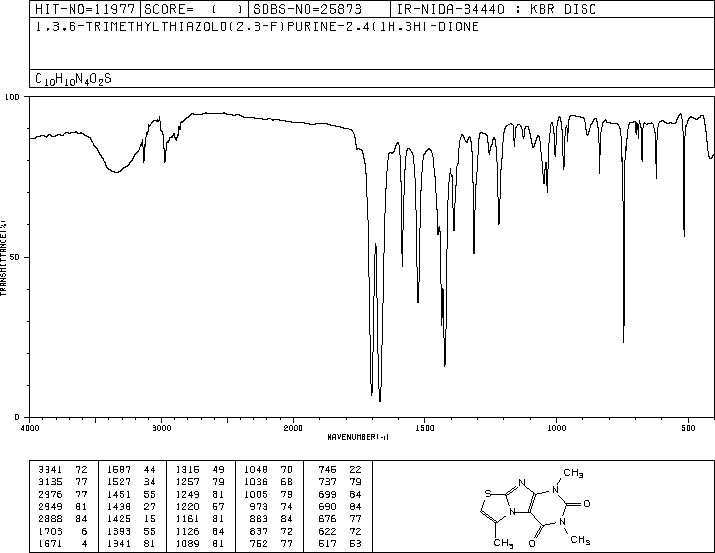 HIT-NO=11977 SCORE= ( ) SDBS-NO=25873 IR-NIDA-34440 : KBR DISC
1,3,6-TRIMETHYLTHIAZOLO(2,3-F)PURINE-2,4(1H,3H)-DIONE
C10H10N4O2S
100
50
0
TRANSMITTANCE(%)
4000 3000 2000 1500 1000 500
WAVENUMBER(-1)
3341 72 1587 44 1316 49 1048 70 746 22
3135 77 1527 34 1257 79 1036 68 737 79
2976 77 1451 55 1249 81 1005 79 699 84
2949 81 1438 27 1220 57 973 74 690 84
2888 84 1425 15 1161 81 883 84 676 77
1703 6 1393 55 1126 84 837 72 622 72
1671 4 1341 81 1089 81 752 77 517 53
CH3
N N
S O
N
N
O CH3
CH3